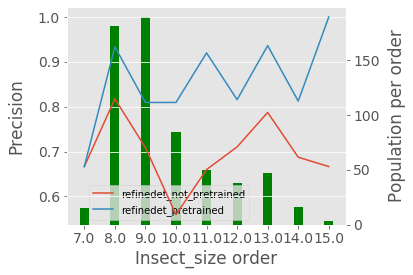 1.0
0.9
0.8
0.7
0.6
Precision
150
100
50
0
Population per order
refinedet_not_pretrained
refinedet_pretrained
7.0 8.0 9.0 10.0 11.0 12.0 13.0 14.0 15.0
Insect_size order